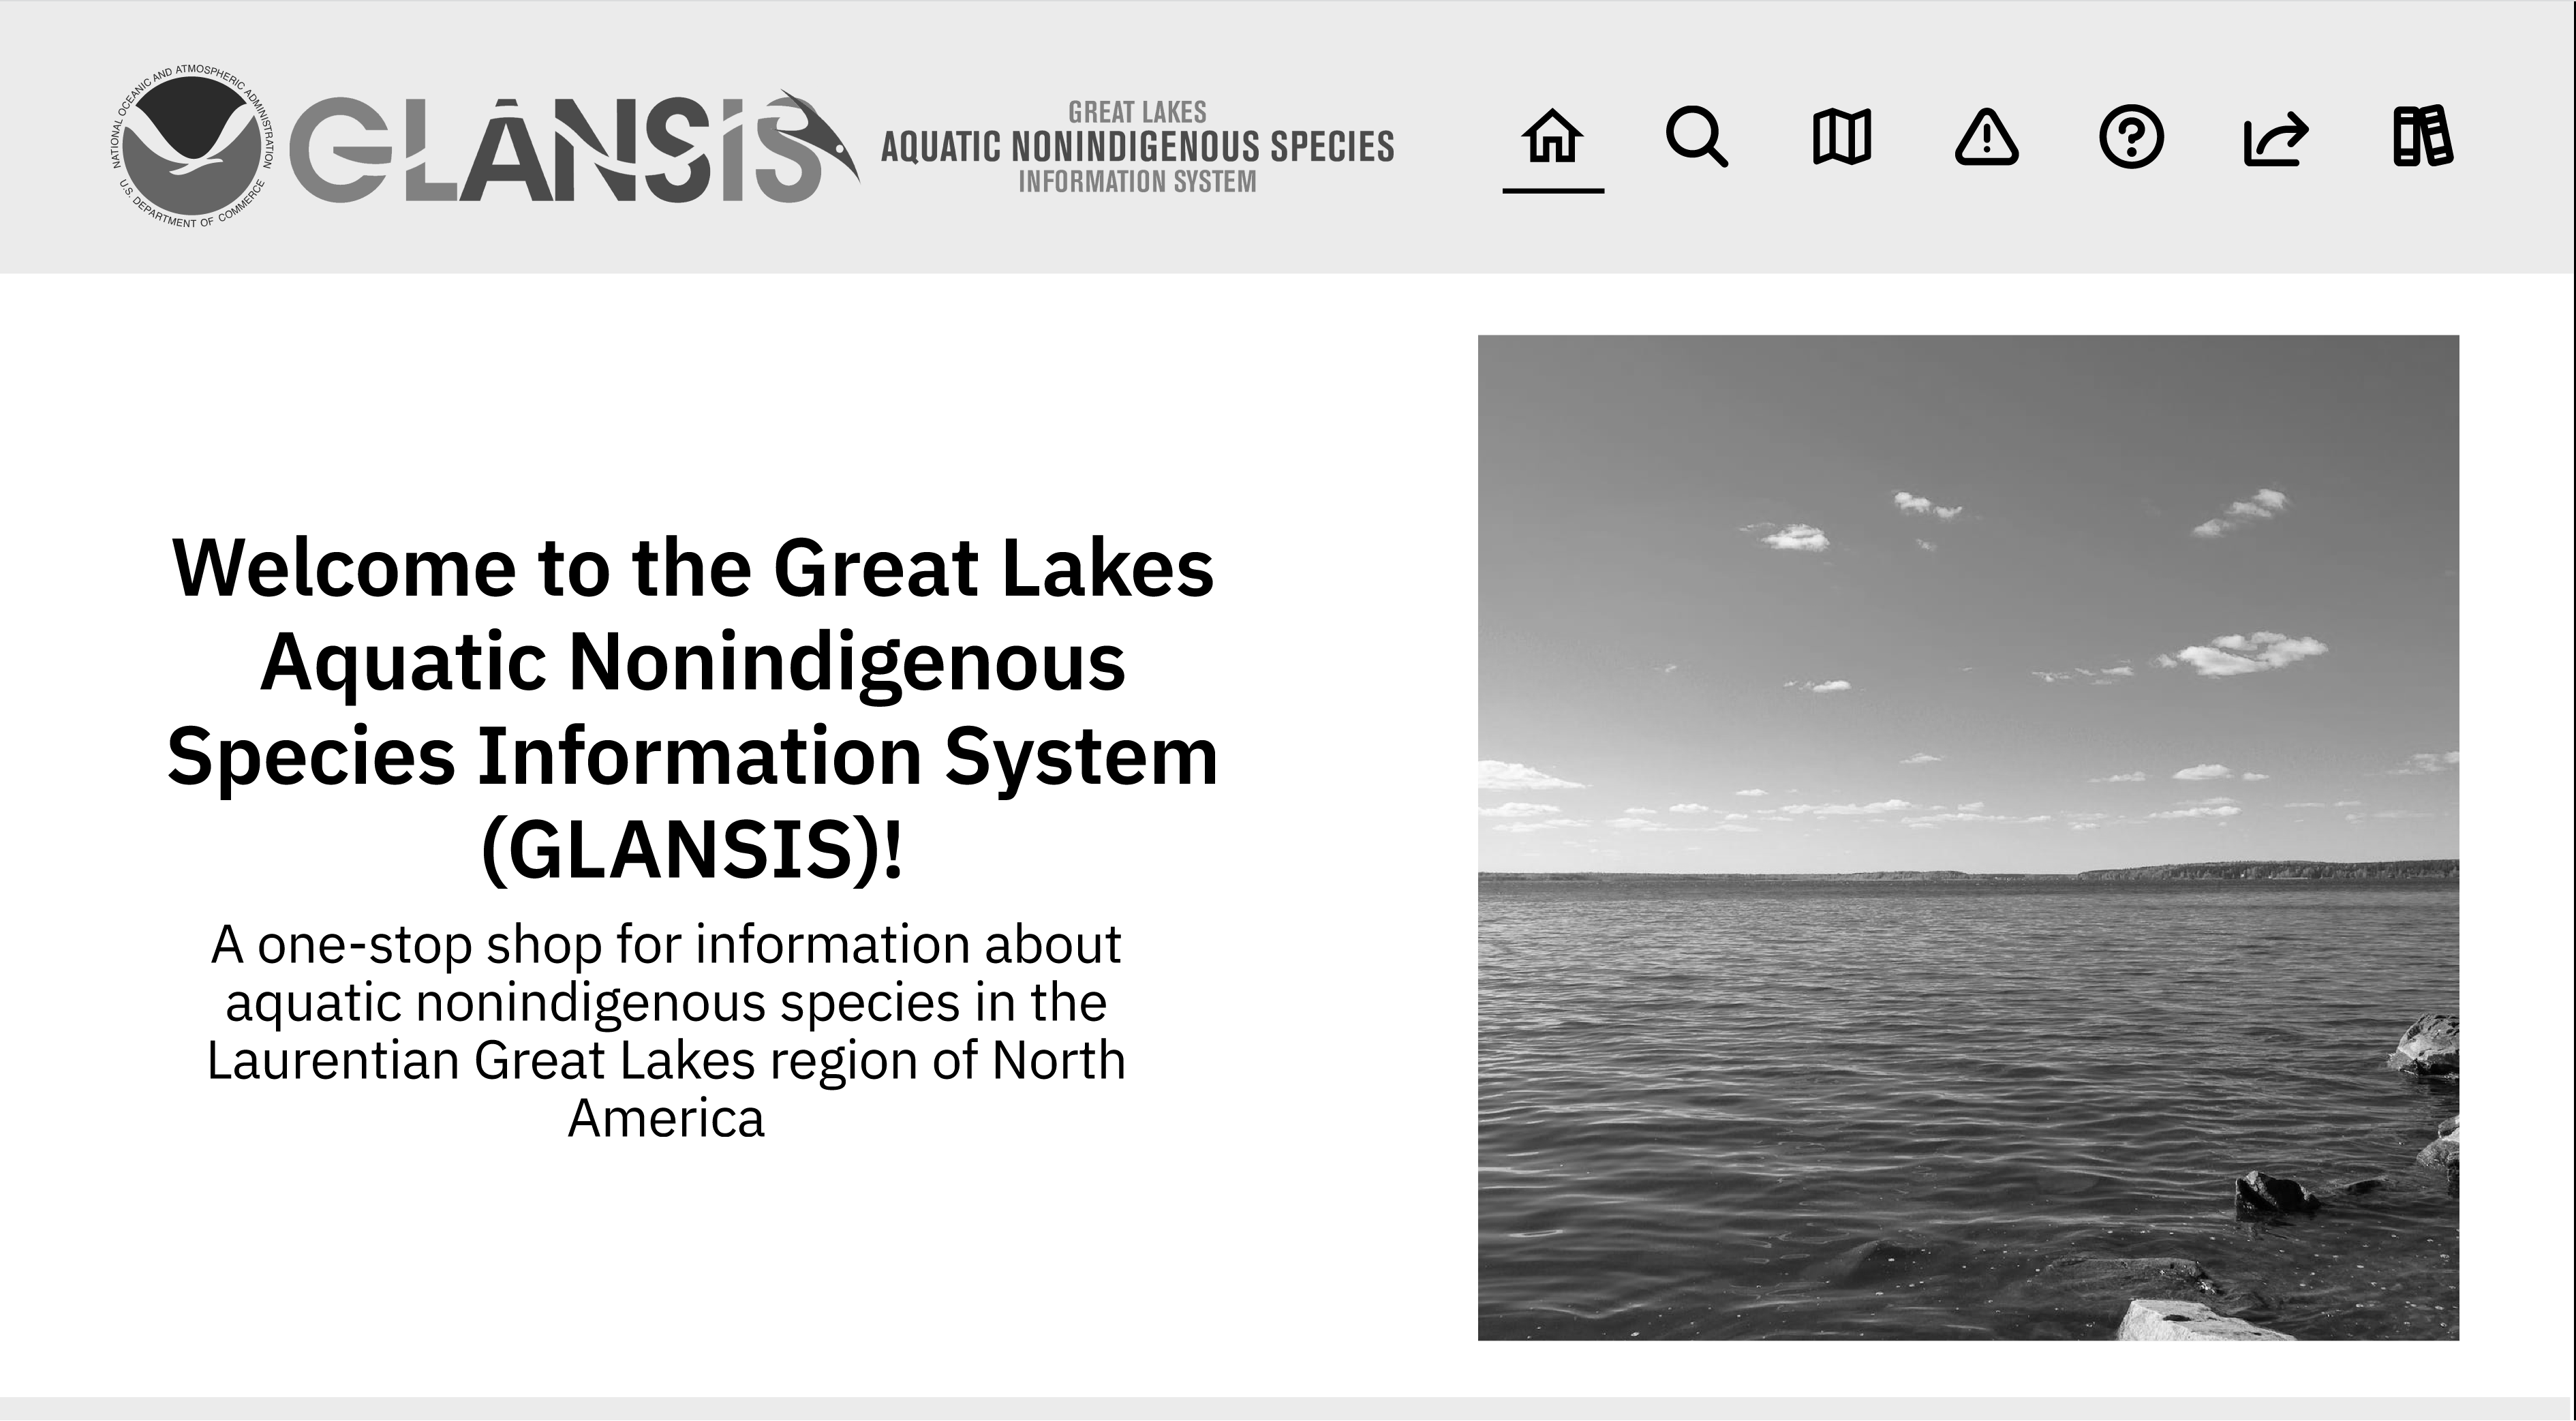 NATIONAL OCEANIC AND ATMOSPHERIC ADMINISTRATION
U.S. DEPARTMENT OF COMMERCE
GLANSIS
GREAT LAKES
AQUATIC NONINDIGENOUS SPECIES
INFORMATION SYSTEM
Welcome to the Great Lakes
Aquatic Nonindigenous
Species Information System
(GLANSIS)!
A one-stop shop for information about
aquatic nonindigenous species in the
Laurentian Great Lakes region of North
America